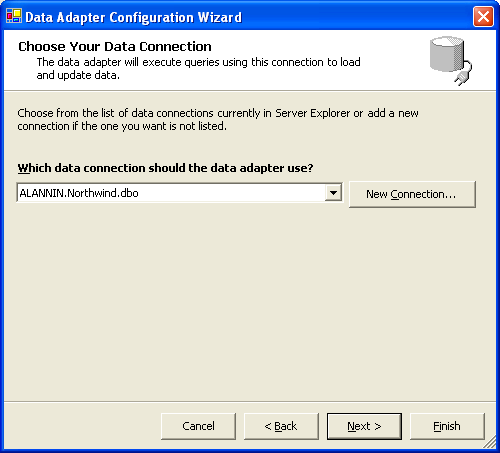 Data Adapter Configuration Wizard
Choose Your Data Connection
The data adapter will execute queries using this connection to load
and update data.
Choose from the list of data connections currently in Server Explorer or add a new
connection if the one you want is not listed.
Which data connection should the data adapter use?
ALANNIN.Northwind.dbo
New Connection...
Cancel
< Back
Next >
Finish